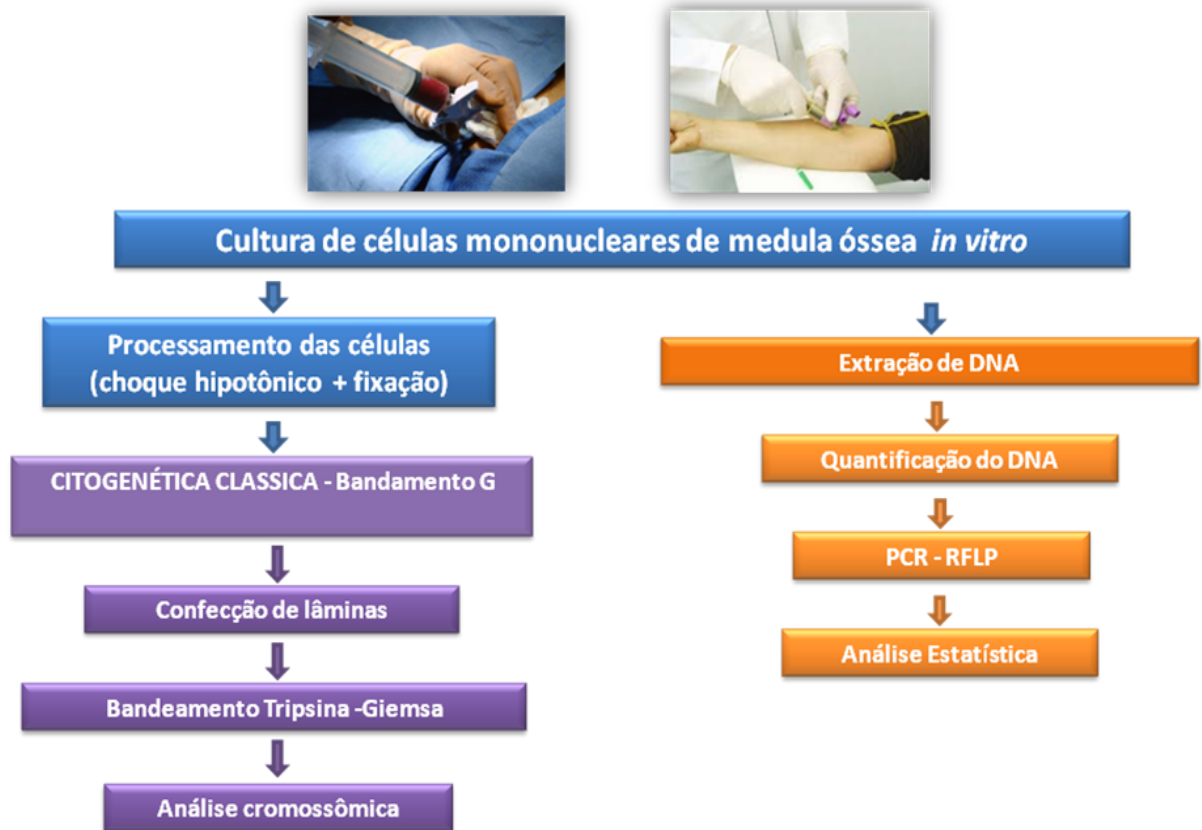 Cultura de células mononucleares de medula óssea in vitro
Processamento das células
(choque hipotônico + fixação)
CITOGENÉTICA CLASSICA - Bandamento G
Confecção de lâminas
Bandeamento Tripsina -Giemsa
Análise cromossômica
Extração de DNA
Quantificação do DNA
PCR - RFLP
Análise Estatística